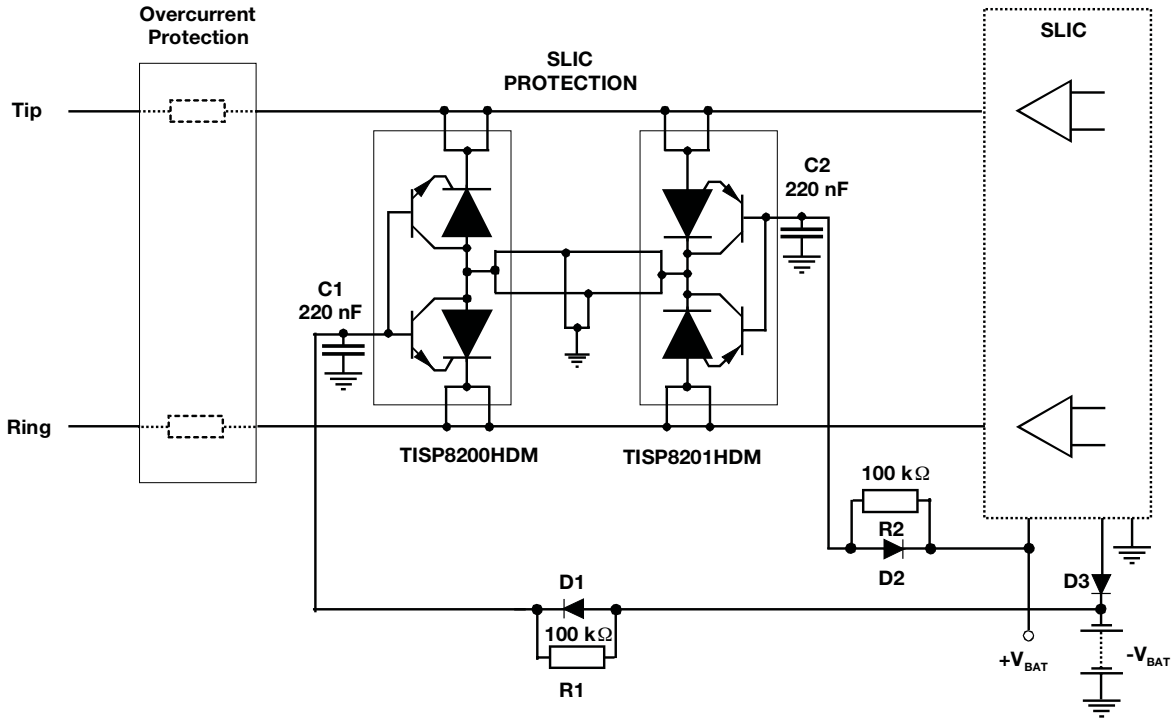 Overcurrent
Protection
SLIC
SLIC
PROTECTION
Tip
C2
220 nF
C1
220 nF
Ring
TISP8200HDM
TISP8201HDM
100 kΩ
R2
D2
D1
D3
100 kΩ
R1
+VBAT
-VBAT